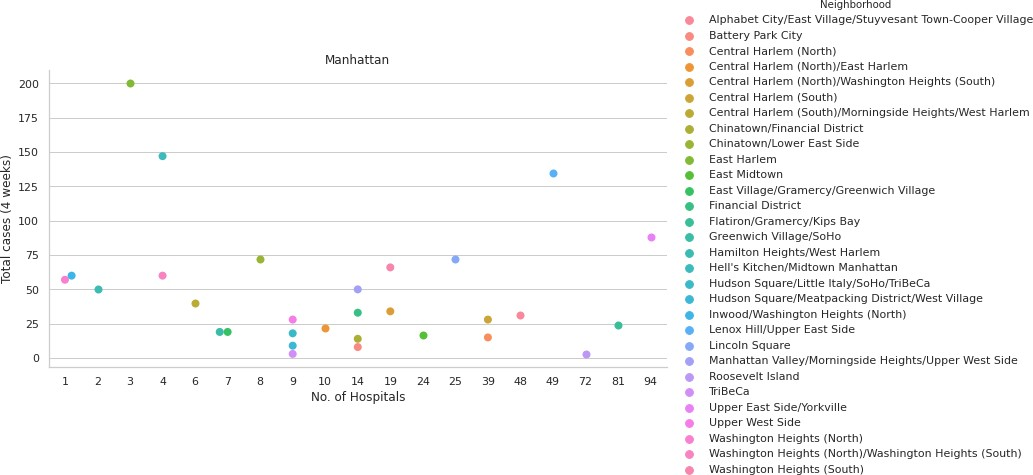 Manhattan
Total cases (4 weeks)
200
175
150
125
100
75
50
25
0
1 2 3 4 6 7 8 9 10 14 19 24 25 39 48 49 72 81 94
No. of Hospitals
Neighborhood
Alphabet City/East Village/Stuyvesant Town-Cooper Village
Battery Park City
Central Harlem (North)
Central Harlem (North)/East Harlem
Central Harlem (North)/Washington Heights (South)
Central Harlem (South)
Central Harlem (South)/Morningside Heights/West Harlem
Chinatown/Financial District
Chinatown/Lower East Side
East Harlem
East Midtown
East Village/Gramercy/Greenwich Village
Financial District
Flatiron/Gramercy/Kips Bay
Greenwich Village/SoHo
Hamilton Heights/West Harlem
Hell's Kitchen/Midtown Manhattan
Hudson Square/Little Italy/SoHo/TriBeCa
Hudson Square/Meatpacking District/West Village
Inwood/Washington Heights (North)
Lenox Hill/Upper East Side
Lincoln Square
Manhattan Valley/Morningside Heights/Upper West Side
Roosevelt Island
TriBeCa
Upper East Side/Yorkville
Upper West Side
Washington Heights (North)
Washington Heights (North)/Washington Heights (South)
Washington Heights (South)